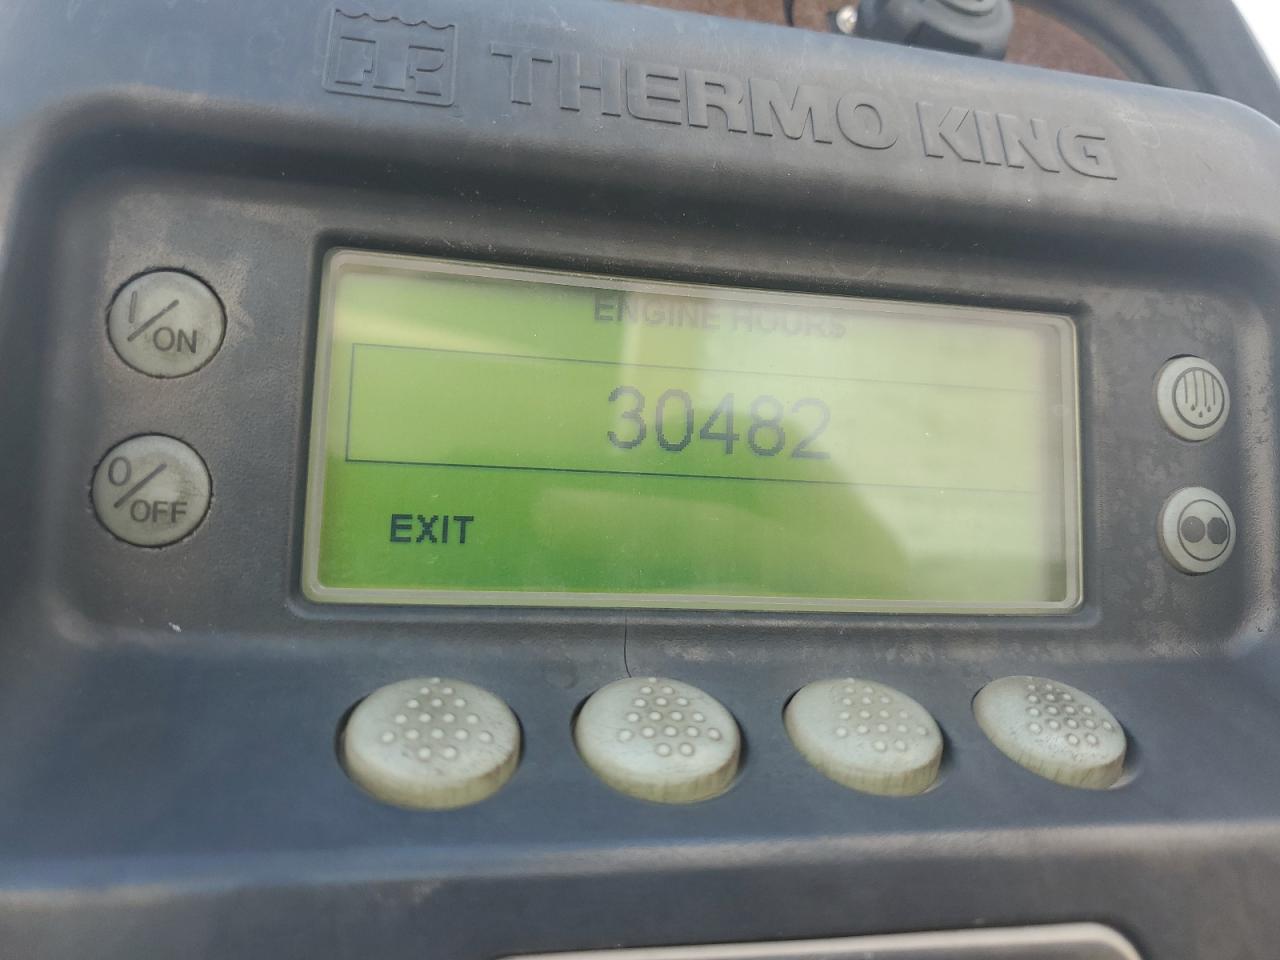 THERMO KING
I/ON
ENGINE HOURS
30482
O/OFF
EXIT